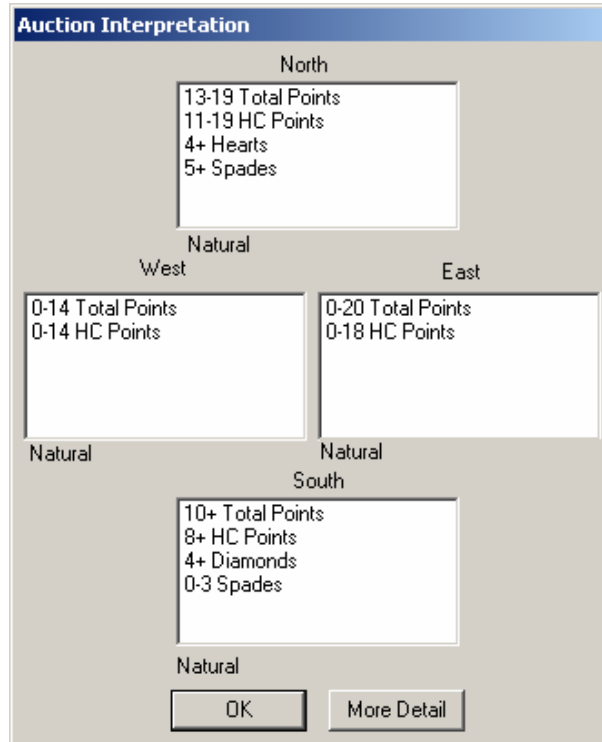 Auction Interpretation
North
13-19 Total Points
11-19 HC Points
4+ Hearts
5+ Spades
Natural
West
0-14 Total Points
0-14 HC Points
Natural
East
0-20 Total Points
0-18 HC Points
Natural
South
10+ Total Points
8+ HC Points
4+ Diamonds
0-3 Spades
Natural
OK
More Detail